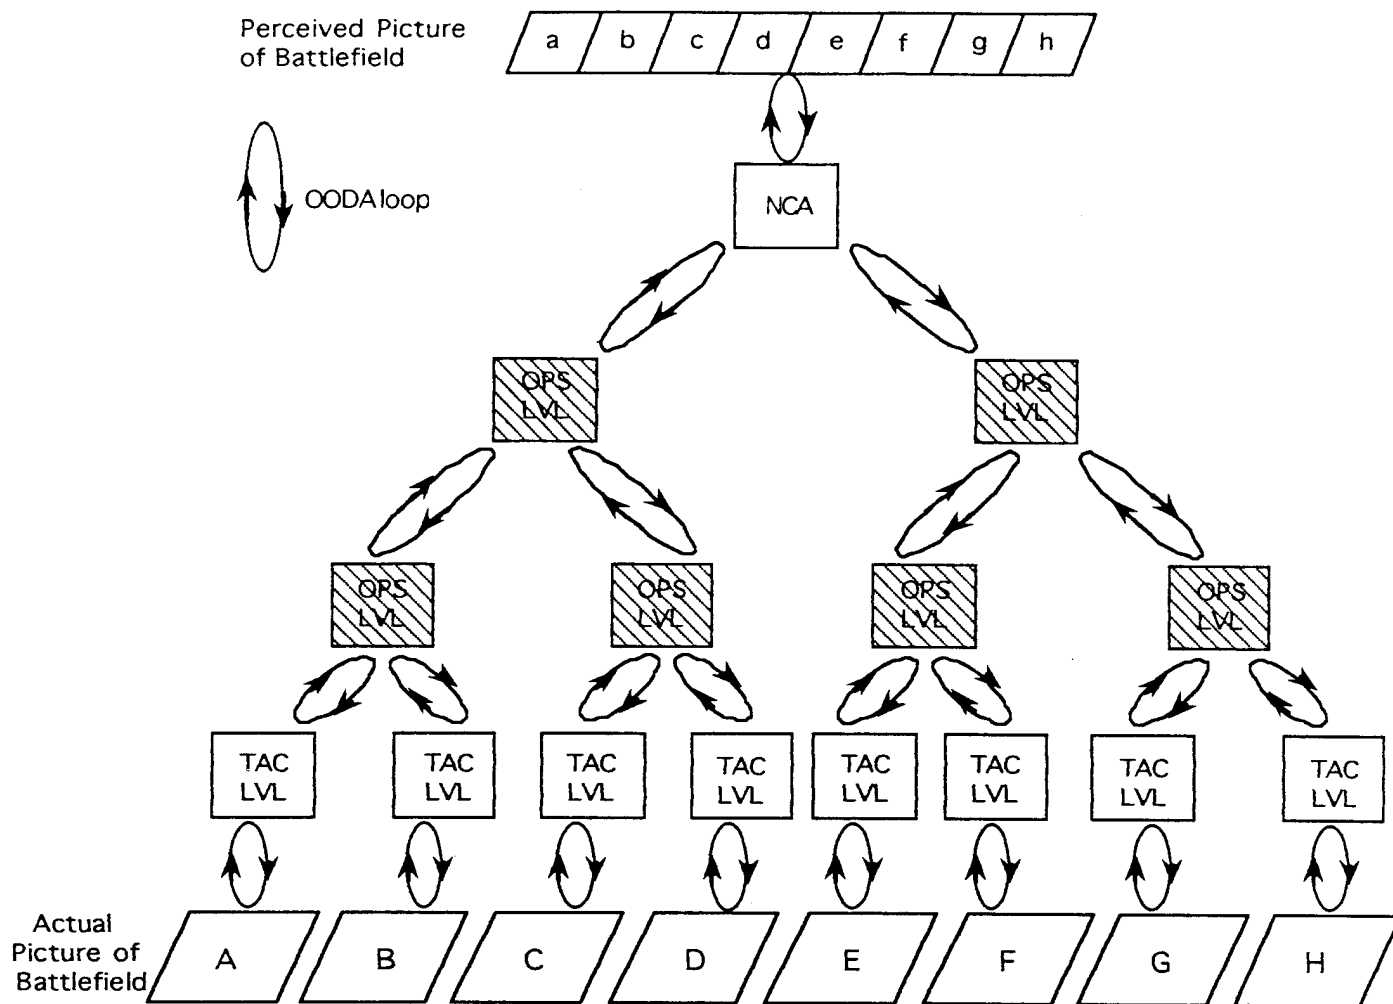 Perceived Picture
of Battlefield
a b c d e f g h
OODA loop
NCA
OPS
LVL
OPS
LVL
OPS
LVL
OPS
LVL
OPS
LVL
OPS
LVL
TAC
LVL
TAC
LVL
TAC
LVL
TAC
LVL
TAC
LVL
TAC
LVL
TAC
LVL
TAC
LVL
Actual
Picture of
Battlefield
A B C D E F G H